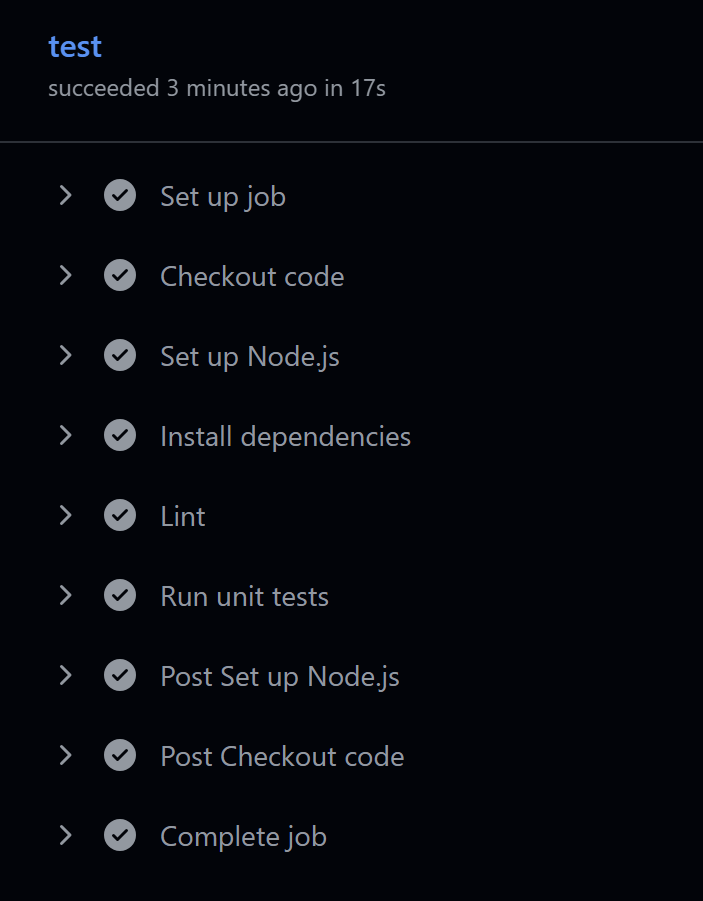 test
succeeded 3 minutes ago in 17s
Set up job
Checkout code
Set up Node.js
Install dependencies
Lint
Run unit tests
Post Set up Node.js
Post Checkout code
Complete job